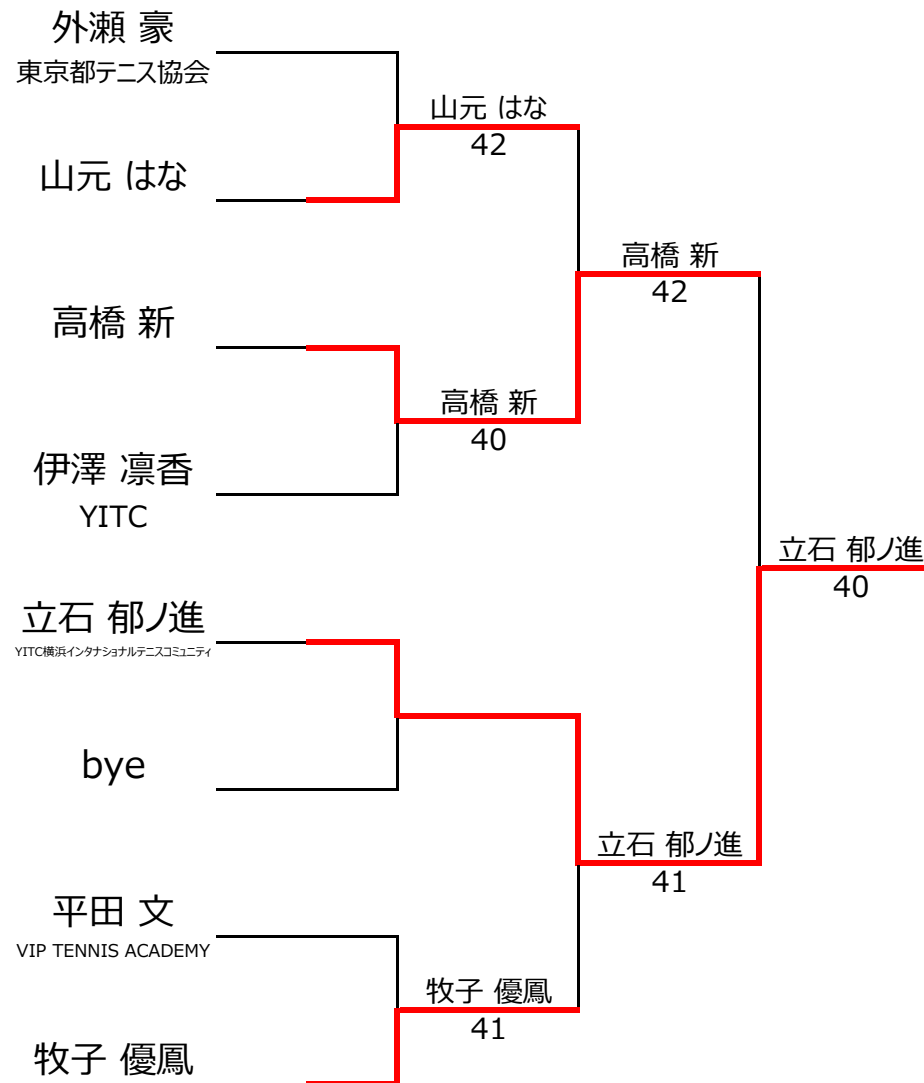 外瀬 豪
東京都テニス協会
山元 はな
42
山元 はな
高橋 新
42
高橋 新
高橋 新
40
伊澤 凛香
YITC
立石 郁ノ進
40
立石 郁ノ進
YITC横浜インタナショナルテニスコミュニティ
bye
立石 郁ノ進
41
平田 文
VIP TENNIS ACADEMY
牧子 優鳳
41
牧子 優鳳